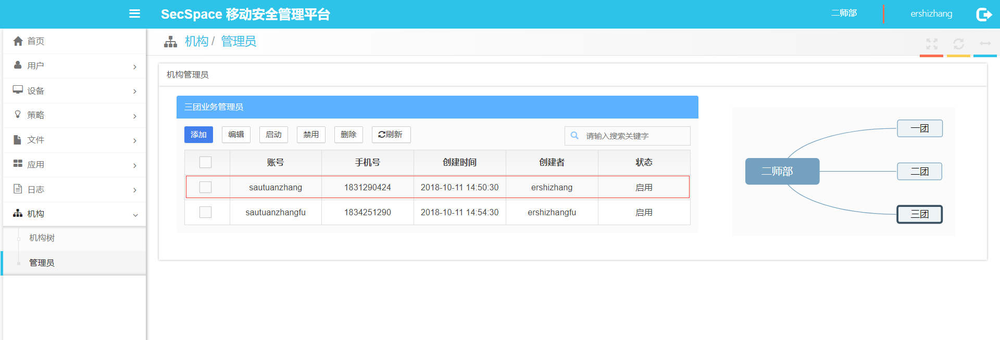 SecSpace 移动安全管理平台
二师部
ershizhang
首页
用户
设备
策略
文件
应用
日志
机构
机构树
管理员
机构 / 管理员
机构管理员
三团业务管理员
添加 编辑 启动 禁用 删除 刷新
请输入搜索关键字
账号 手机号 创建时间 创建者 状态
sautuanzhang 1831290424 2018-10-11 14:50:30 ershizhang 启用
sautuanzhangfu 1834251290 2018-10-11 14:54:30 ershizhangfu 启用
一团
二师部
二团
三团